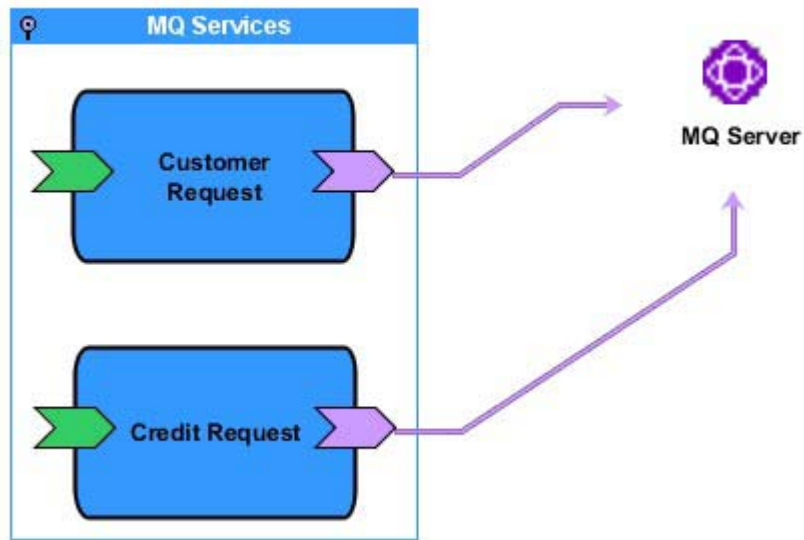 MQ Services
Customer
Request
MQ Server
Credit Request